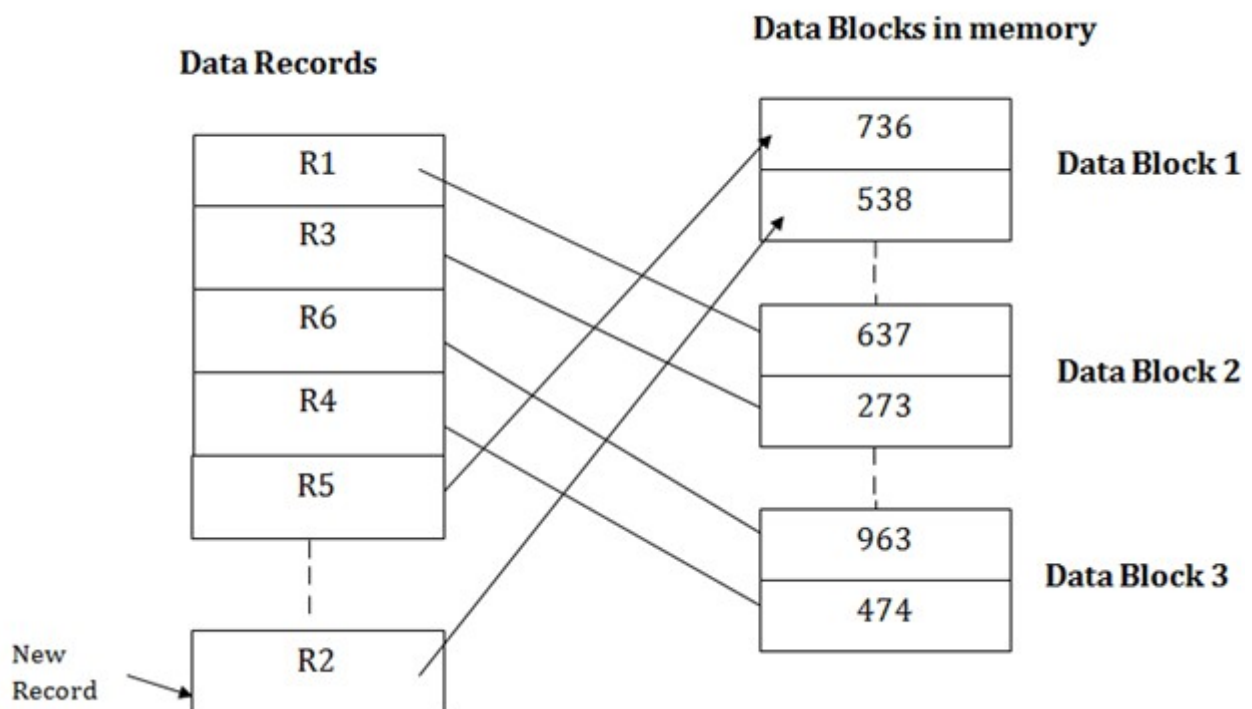 Data Records
R1
R3
R6
R4
R5
R2
New
Record
Data Blocks in memory
736
538
Data Block 1
637
273
Data Block 2
963
474
Data Block 3